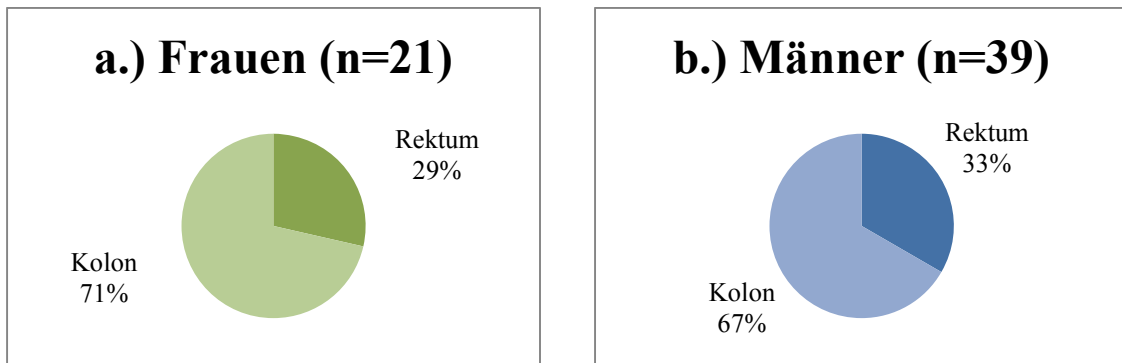 a.) Frauen (n=21)
Rektum
29%
Kolon
71%
b.) Männer (n=39)
Rektum
33%
Kolon
67%